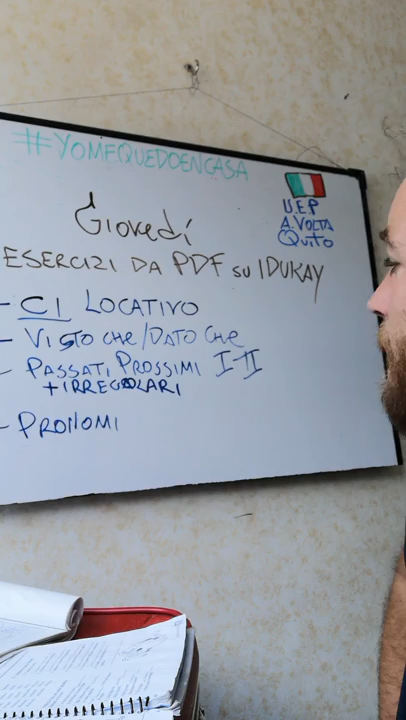 #YOMEQUEDOENCASA
U.E.P
A. VOLTA
QUITO
Giovedí
ESERCIZI DA PDF SU IDUKAY
- CI LOCATIVO
- VISTO CHE/DATO CHE
- PASSATI PROSSIMI I-II
+IRREGOLARI
- PRONOMI